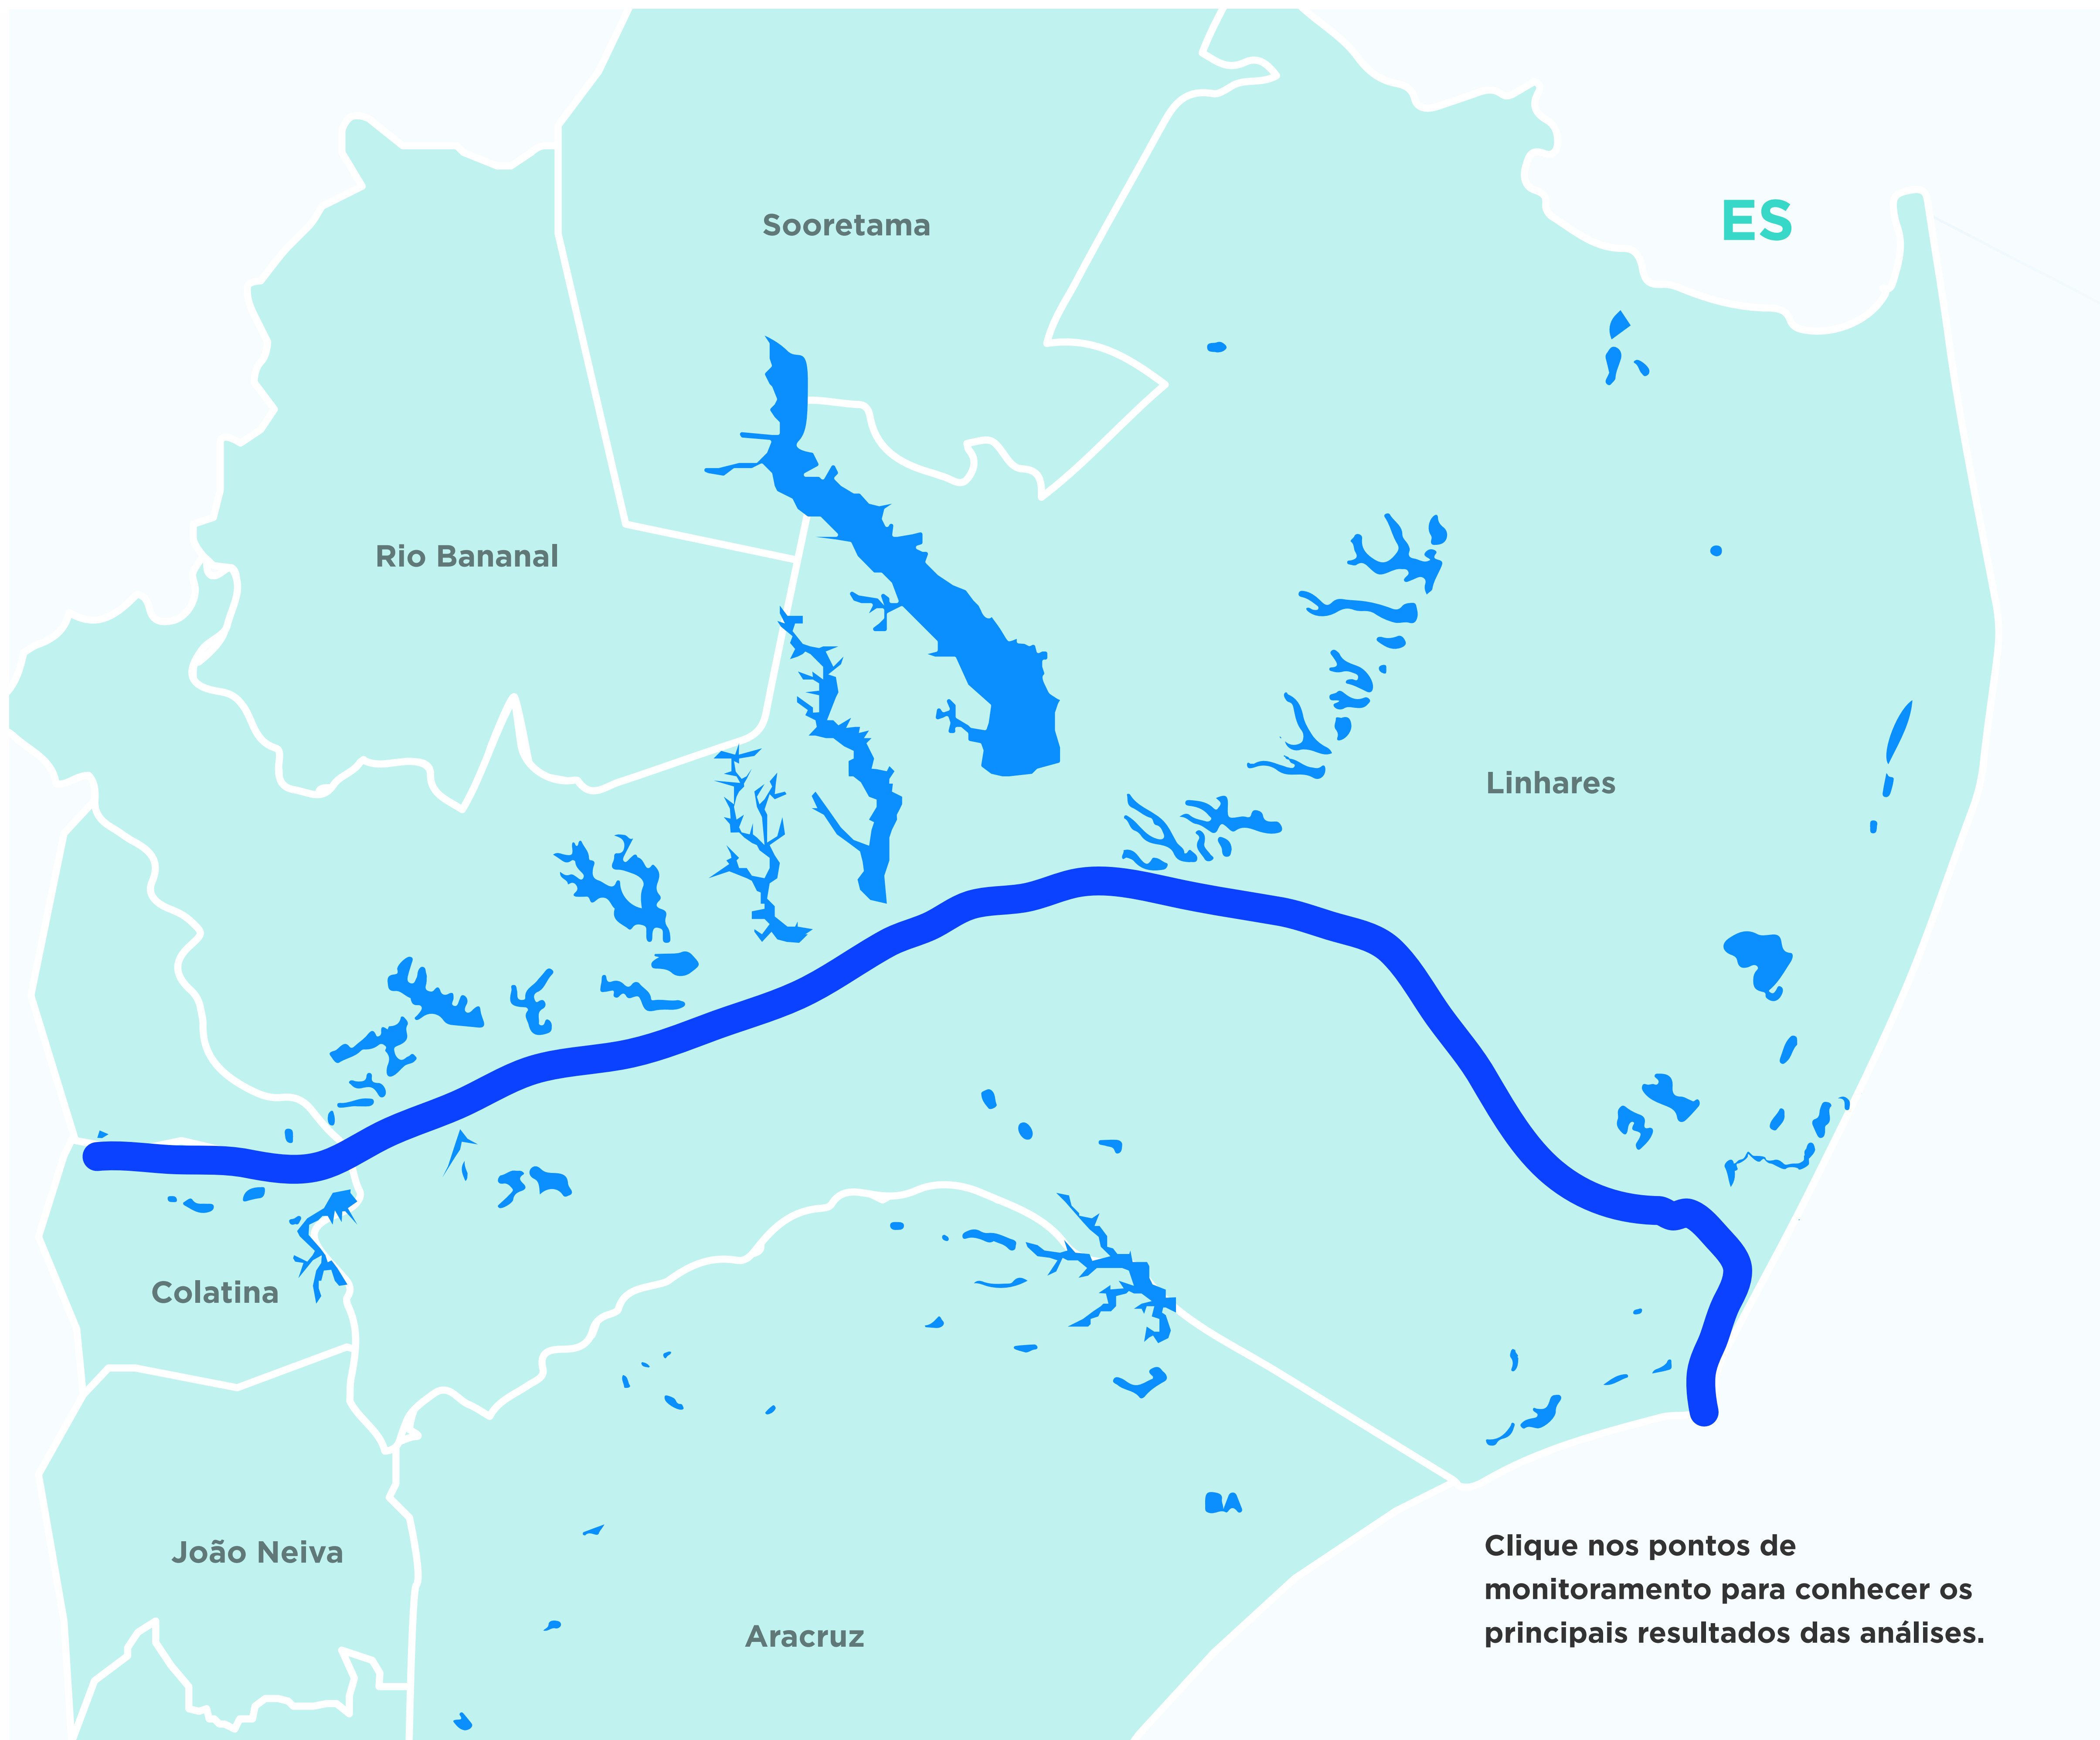 Sooretama
ES
Rio Bananal
Linhares
Colatina
João Neiva
Aracruz
Clique nos pontos de
monitoramento para conhecer os
principais resultados das análises.